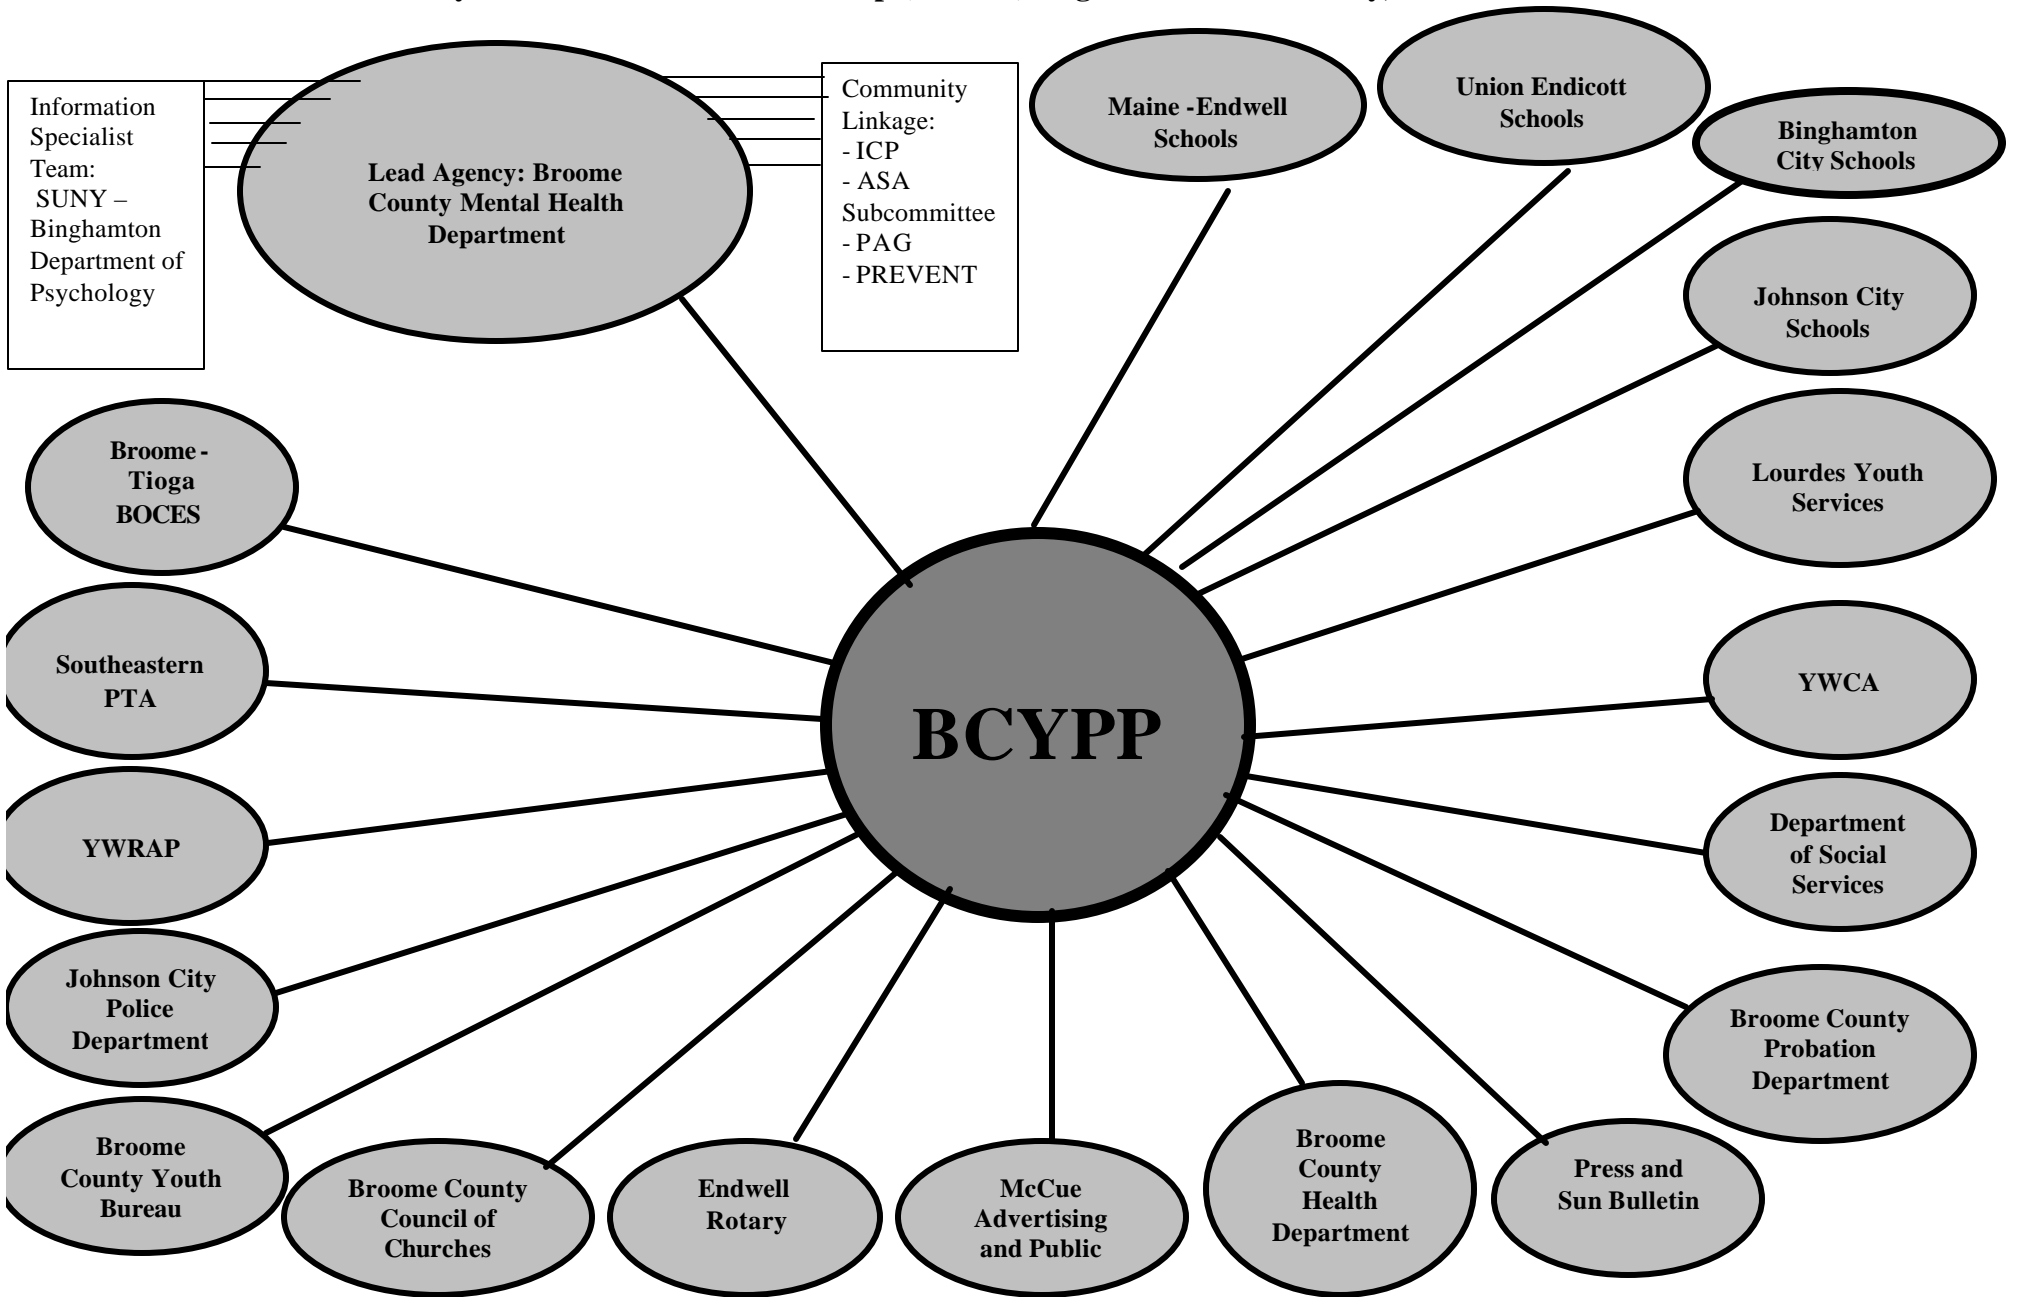 Information
Specialist
Team:
SUNY –
Binghamton
Department of
Psychology
Lead Agency: Broome
County Mental Health
Department
Community
Linkage:
- ICP
- ASA
Subcommittee
- PAG
- PREVENT
Maine -Endwell
Schools
Union Endicott
Schools
Binghamton
City Schools
Johnson City
Schools
Lourdes Youth
Services
YWCA
Department
of Social
Services
Broome County
Probation
Department
Press and
Sun Bulletin
Broome
County
Health
Department
McCue
Advertising
and Public
Endwell
Rotary
Broome County
Council of
Churches
Broome
County Youth
Bureau
Johnson City
Police
Department
YWRAP
Southeastern
PTA
Broome -
Tioga
BOCES
BCYPP